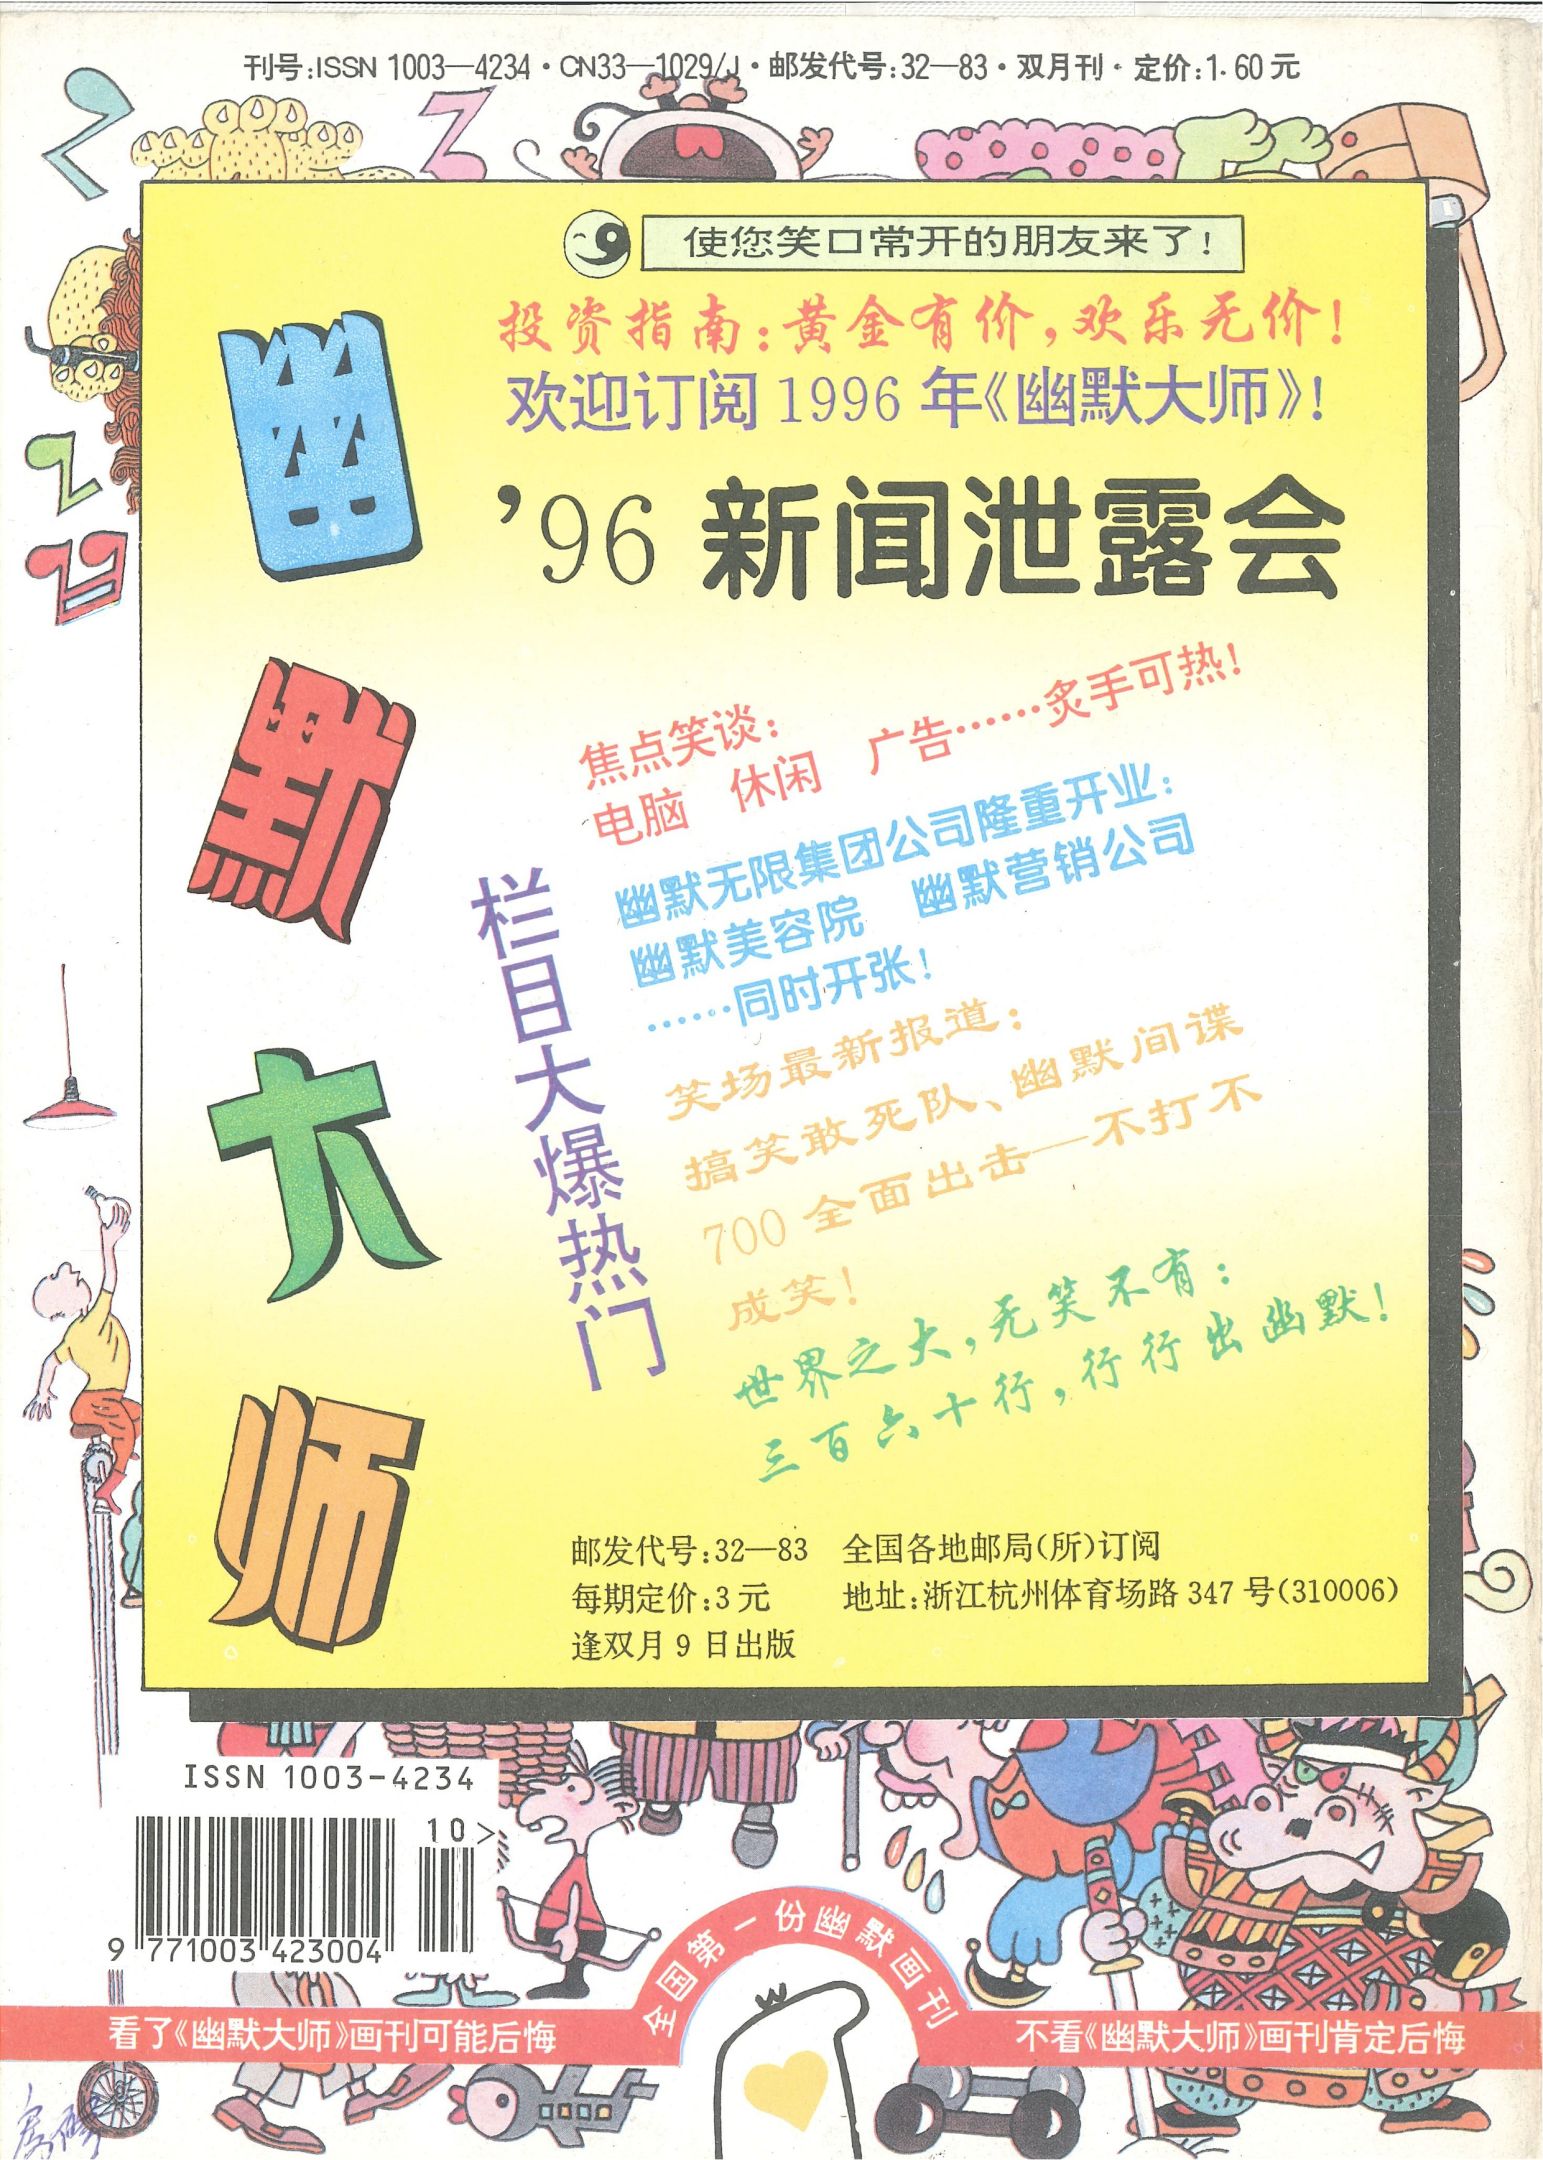 刊号:ISSN 1003—4234·CN33—1029/J·邮发代号:32—83·双月刊·定价:1.60元
使您笑口常开的朋友来了!
投资指南:黄金有价,欢乐无价!
欢迎订阅1996年《幽默大师》!
'96 新闻泄露会
幽默大师
栏目大爆热门
焦点笑谈:
电脑 休闲 广告……炙手可热!
幽默无限集团公司隆重开业:
幽默美容院 幽默营销公司
……同时开张!
笑场最新报道:
搞笑敢死队、幽默间谍
700全面出击—不打不
成笑!
世界之大,无笑不有:
三百六十行,行行出幽默!
邮发代号:32—83 全国各地邮局(所)订阅
每期定价:3元 地址:浙江杭州体育场路347号(310006)
逢双月9日出版
ISSN 1003-4234
10>
9 771003 423004
全国第一份幽默画刊
看了《幽默大师》画刊可能后悔
不看《幽默大师》画刊肯定后悔